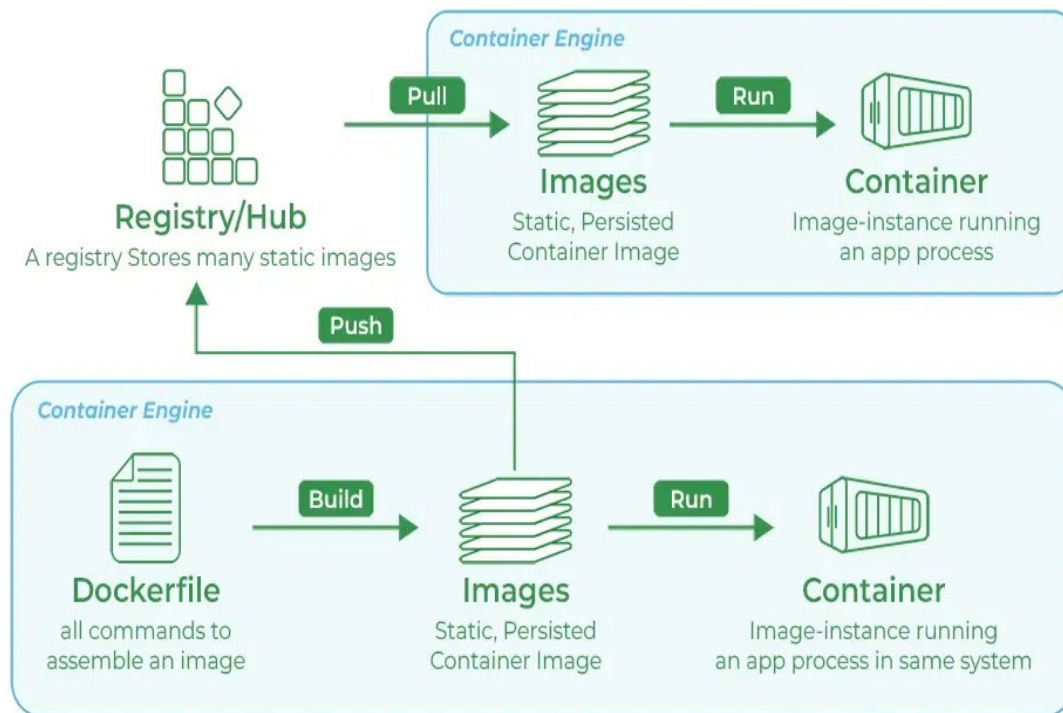 Container Engine
Pull
Run
Images
Static, Persisted
Container Image
Container
Image-instance running
an app process
Registry/Hub
A registry Stores many static images
Push
Container Engine
Build
Run
Dockerfile
all commands to
assemble an image
Images
Static, Persisted
Container Image
Container
Image-instance running
an app process in same system